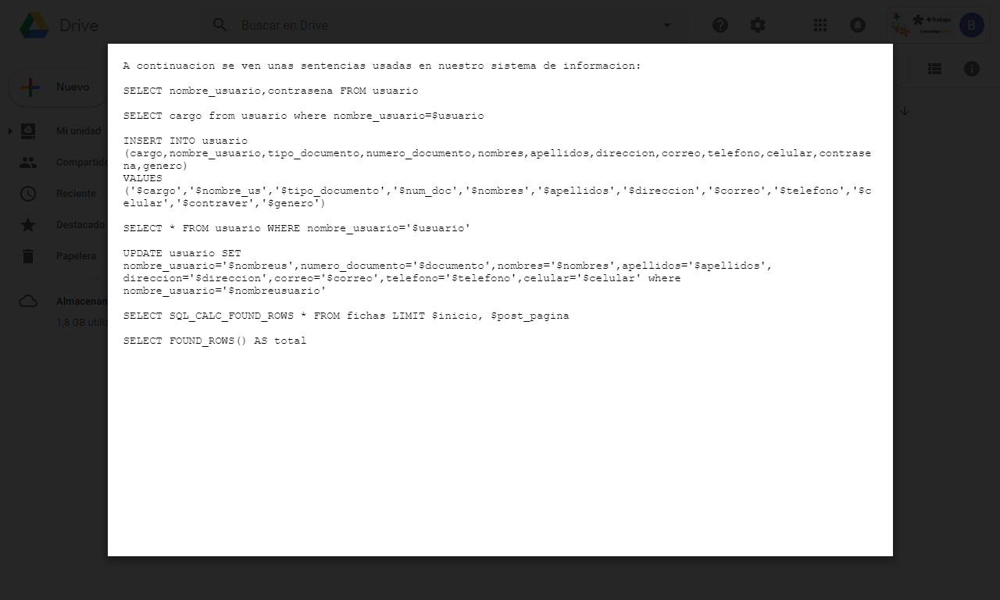 Drive
Buscar en Drive
+Trabajo
B
Nuevo
Mi unidad
Compartido
Reciente
Destacado
Papelera
Almacenan
1,8 GB utiliz
A continuacion se ven unas sentencias usadas en nuestro sistema de informacion:
SELECT nombre_usuario,contrasena FROM usuario
SELECT cargo from usuario where nombre_usuario=$usuario
INSERT INTO usuario
(cargo,nombre_usuario,tipo_documento,numero_documento,nombres,apellidos,direccion,correo,telefono,celular,contrase
na,genero)
VALUES
('$cargo','$nombre_us','$tipo_documento','$num_doc','$nombres','$apellidos','$direccion','$correo','$telefono','$c
elular','$contraver','$genero')
SELECT * FROM usuario WHERE nombre_usuario='$usuario'
UPDATE usuario SET
nombre_usuario='$nombreus',numero_documento='$documento',nombres='$nombres',apellidos='$apellidos',
direccion='$direccion',correo='$correo',telefono='$telefono',celular='$celular' where
nombre_usuario='$nombreusuario'
SELECT SQL_CALC_FOUND_ROWS * FROM fichas LIMIT $inicio, $post_pagina
SELECT FOUND_ROWS() AS total